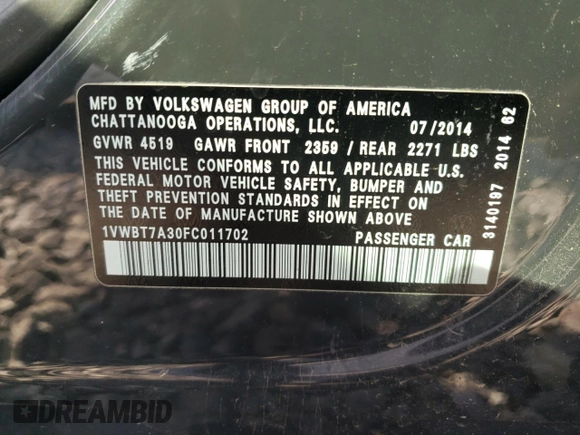 MFD BY VOLKSWAGEN GROUP OF AMERICA
CHATTANOOGA OPERATIONS, LLC. 07/2014
GVWR 4519 GAWR FRONT 2359 / REAR 2271 LBS
THIS VEHICLE CONFORMS TO ALL APPLICABLE U.S.
FEDERAL MOTOR VEHICLE SAFETY, BUMPER AND
THEFT PREVENTION STANDARDS IN EFFECT ON
THE DATE OF MANUFACTURE SHOWN ABOVE
1VWBT7A30FC011702 PASSENGER CAR
3140197 2014 62
DREAMBID